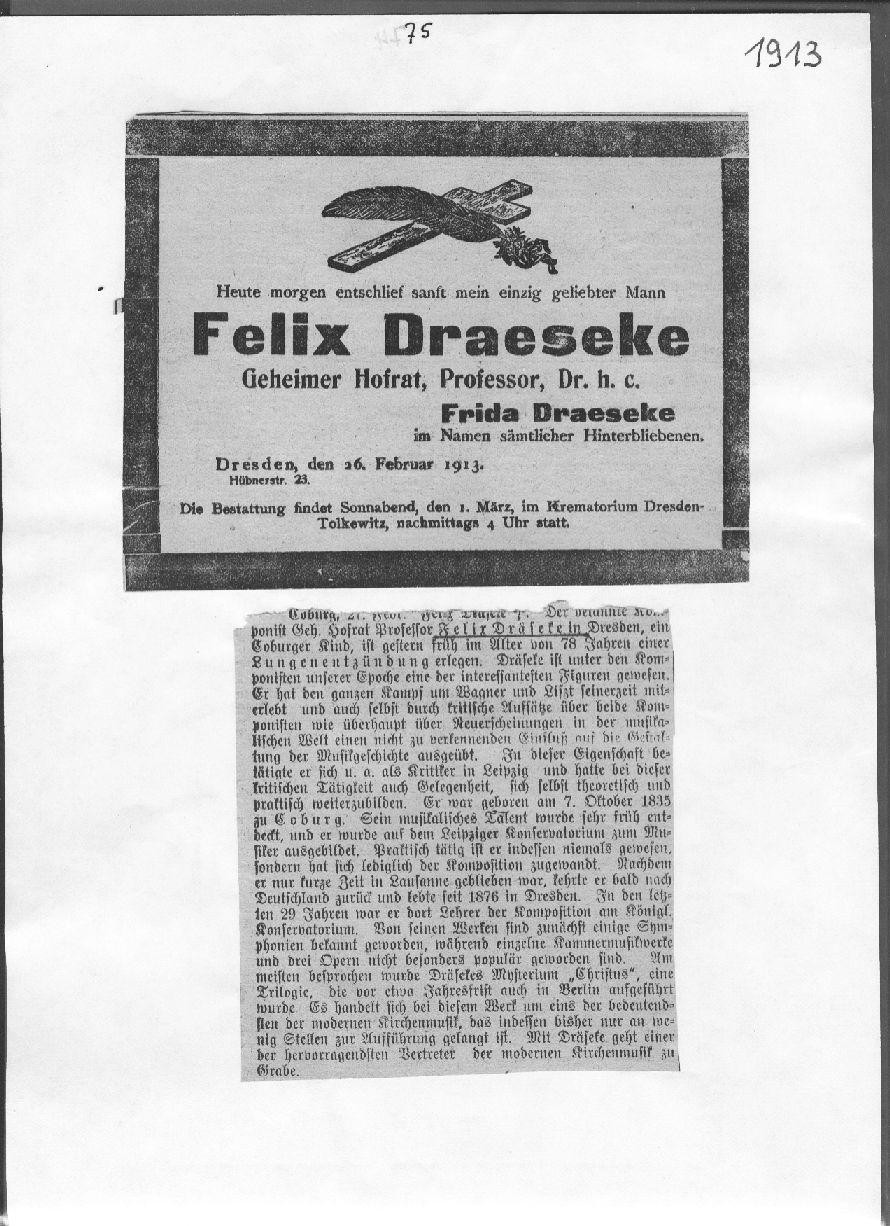 75
1913
Heute morgen entschlief sanft mein einzig geliebter Mann
Felix Draeseke
Geheimer Hofrat, Professor, Dr. h. c.
Frida Draeseke
im Namen sämtlicher Hinterbliebenen.
Dresden, den 26. Februar 1913.
Hübnerstr. 23.
Die Bestattung findet Sonnabend, den 1. März, im Krematorium Dresden-
Tolkewitz, nachmittags 4 Uhr statt.
Coburg, Der bekannte Kom-
ponist Geh. Hofrat Professor Felix Dräseke in Dresden, ein
Coburger Kind, ist gestern früh im Alter von 78 Jahren einer
Lungenentzündung erlegen. Dräseke ist unter den Kom-
ponisten unserer Epoche eine der interessantesten Figuren gewesen.
Er hat den ganzen Kampf um Wagner und Liszt seinerzeit mit-
erlebt und auch selbst durch kritische Aufsätze über beide Kom-
ponisten wie überhaupt über Neuerscheinungen in der musika-
lischen Welt einen nicht zu verkennenden Einfluß auf die Gestal-
tung der Musikgeschichte ausgeübt. In dieser Eigenschaft be-
tätigte er sich u. a. als Kritiker in Leipzig und hatte bei dieser
kritischen Tätigkeit auch Gelegenheit, sich selbst theoretisch und
praktisch weiterzubilden. Er war geboren am 7. Oktober 1835
zu Coburg. Sein musikalisches Talent wurde sehr früh ent-
deckt, und er wurde auf dem Leipziger Konservatorium zum Mu-
siker ausgebildet. Praktisch tätig ist er indessen niemals gewesen,
sondern hat sich lediglich der Komposition zugewandt. Nachdem
er nur kurze Zeit in Lausanne geblieben war, kehrte er bald nach
Deutschland zurück und lebte seit 1876 in Dresden. In den letz-
ten 29 Jahren war er dort Lehrer der Komposition am Königl.
Konservatorium. Von seinen Werken sind zunächst einige Sym-
phonien bekannt geworden, während einzelne Kammermusikwerke
und drei Opern nicht besonders populär geworden sind. Am
meisten besprochen wurde Dräsekes Mysterium „Christus", eine
Trilogie, die vor etwa Jahresfrist auch in Berlin aufgeführt
wurde. Es handelt sich bei diesem Werk um eins der bedeutend-
sten der modernen Kirchenmusik, das indessen bisher nur an we-
nig Stellen zur Aufführung gelangt ist. Mit Dräseke geht einer
der hervorragendsten Vertreter der modernen Kirchenmusik zu
Grabe.